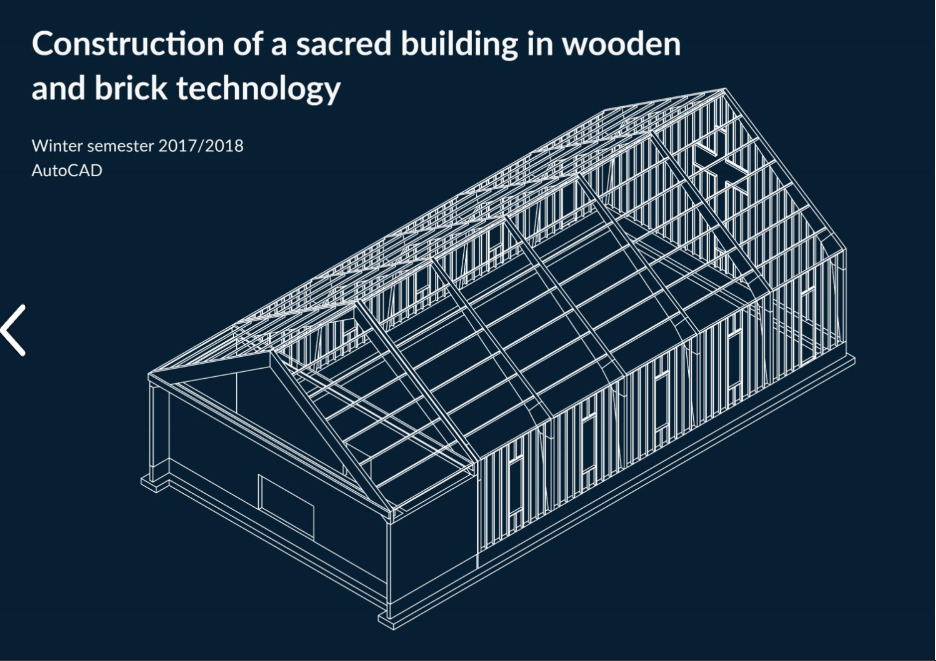 Construction of a sacred building in wooden
and brick technology
Winter semester 2017/2018
AutoCAD